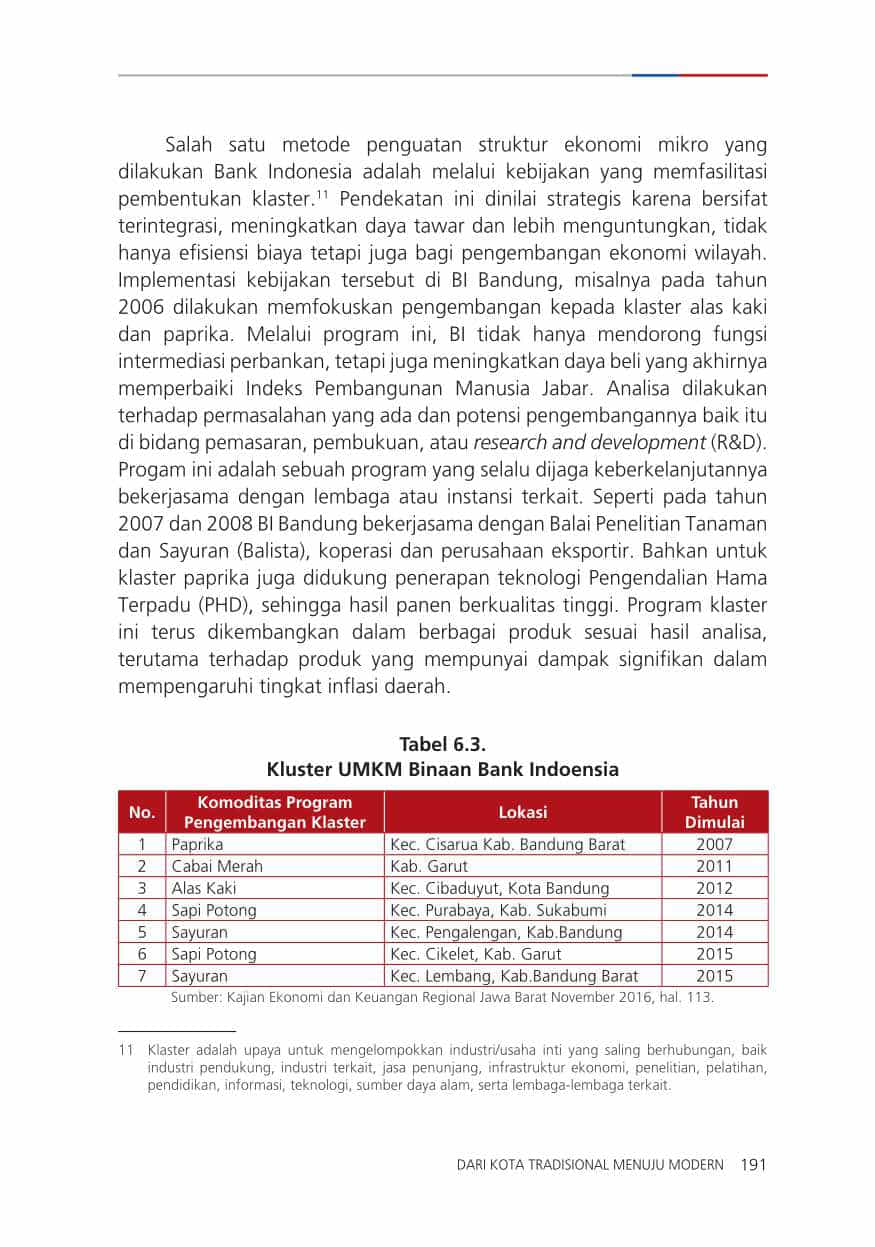 Salah satu metode penguatan struktur ekonomi mikro yang
dilakukan Bank Indonesia adalah melalui kebijakan yang memfasilitasi
pembentukan klaster.11 Pendekatan ini dinilai strategis karena bersifat
terintegrasi, meningkatkan daya tawar dan lebih menguntungkan, tidak
hanya efisiensi biaya tetapi juga bagi pengembangan ekonomi wilayah.
Implementasi kebijakan tersebut di BI Bandung, misalnya pada tahun
2006 dilakukan memfokuskan pengembangan kepada klaster alas kaki
dan paprika. Melalui program ini, BI tidak hanya mendorong fungsi
intermediasi perbankan, tetapi juga meningkatkan daya beli yang akhirnya
memperbaiki Indeks Pembangunan Manusia Jabar. Analisa dilakukan
terhadap permasalahan yang ada dan potensi pengembangannya baik itu
di bidang pemasaran, pembukuan, atau research and development (R&D).
Progam ini adalah sebuah program yang selalu dijaga keberkelanjutannya
bekerjasama dengan lembaga atau instansi terkait. Seperti pada tahun
2007 dan 2008 BI Bandung bekerjasama dengan Balai Penelitian Tanaman
dan Sayuran (Balista), koperasi dan perusahaan eksportir. Bahkan untuk
klaster paprika juga didukung penerapan teknologi Pengendalian Hama
Terpadu (PHD), sehingga hasil panen berkualitas tinggi. Program klaster
ini terus dikembangkan dalam berbagai produk sesuai hasil analisa,
terutama terhadap produk yang mempunyai dampak signifikan dalam
mempengaruhi tingkat inflasi daerah.
Tabel 6.3.
Kluster UMKM Binaan Bank Indoensia
No. Komoditas Program Pengembangan Klaster Lokasi Tahun Dimulai
1 Paprika Kec. Cisarua Kab. Bandung Barat 2007
2 Cabai Merah Kab. Garut 2011
3 Alas Kaki Kec. Cibaduyut, Kota Bandung 2012
4 Sapi Potong Kec. Purabaya, Kab. Sukabumi 2014
5 Sayuran Kec. Pengalengan, Kab.Bandung 2014
6 Sapi Potong Kec. Cikelet, Kab. Garut 2015
7 Sayuran Kec. Lembang, Kab.Bandung Barat 2015
Sumber: Kajian Ekonomi dan Keuangan Regional Jawa Barat November 2016, hal. 113.
11 Klaster adalah upaya untuk mengelompokkan industri/usaha inti yang saling berhubungan, baik
industri pendukung, industri terkait, jasa penunjang, infrastruktur ekonomi, penelitian, pelatihan,
pendidikan, informasi, teknologi, sumber daya alam, serta lembaga-lembaga terkait.
DARI KOTA TRADISIONAL MENUJU MODERN 191